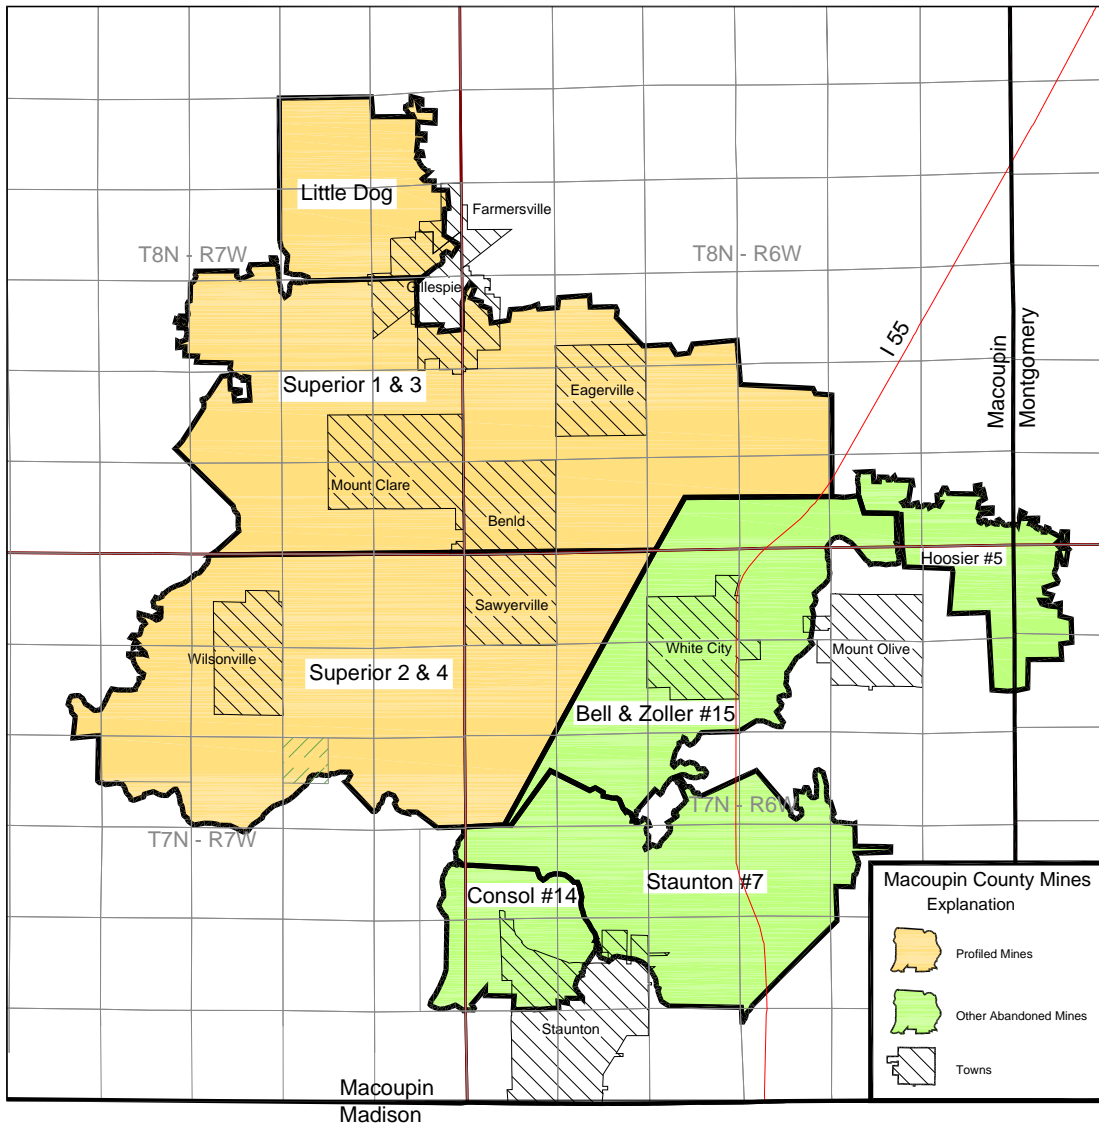 Little Dog
Farmersville
T8N - R7W
T8N - R6W
Gillespie
I 55
Macoupin
Montgomery
Superior 1 & 3
Eagerville
Mount Clare
Benld
Hoosier #5
Sawyerville
White City
Mount Olive
Wilsonville
Superior 2 & 4
Bell & Zoller #15
T7N - R6W
T7N - R7W
Staunton #7
Consol #14
Staunton
Macoupin County Mines
Explanation
Profiled Mines
Other Abandoned Mines
Towns
Macoupin
Madison